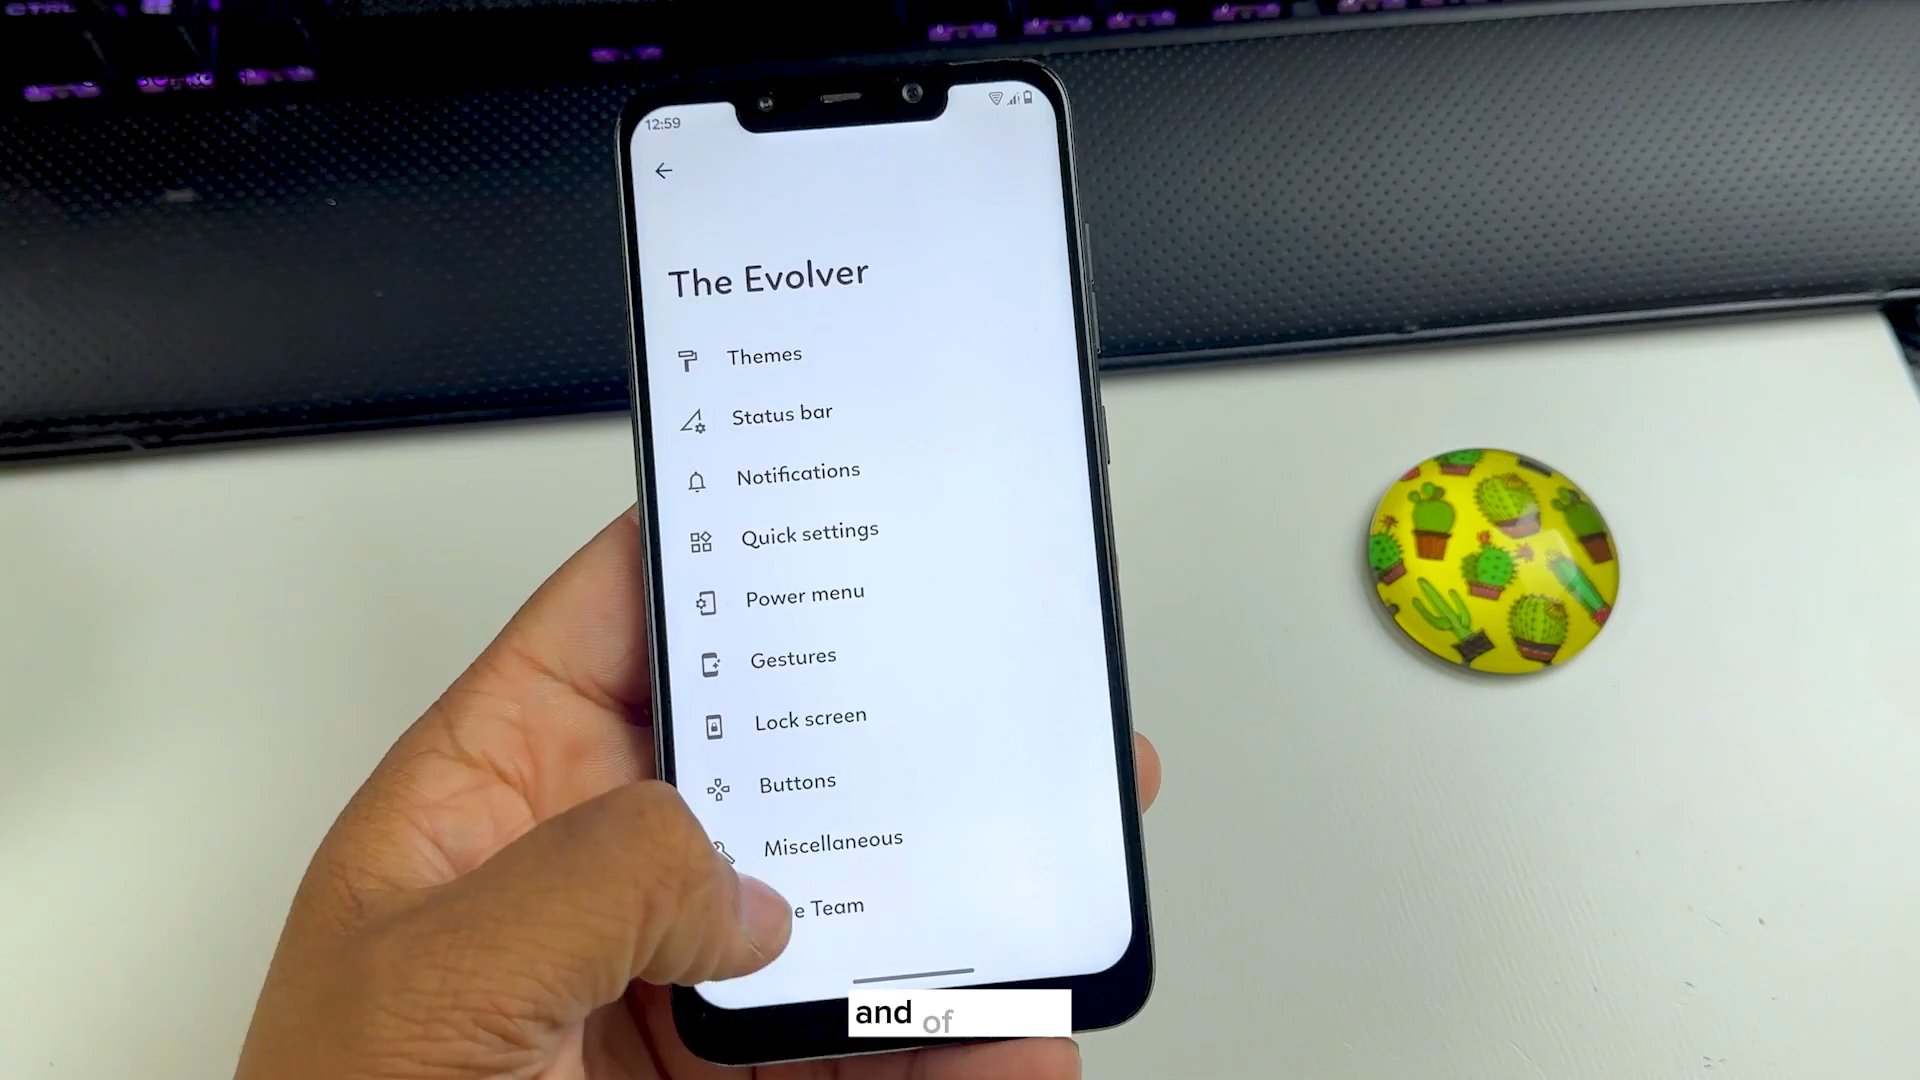 CTRL
12:59
The Evolver
Themes
Status bar
Notifications
Quick settings
Power menu
Gestures
Lock screen
Buttons
Miscellaneous
e Team
and of